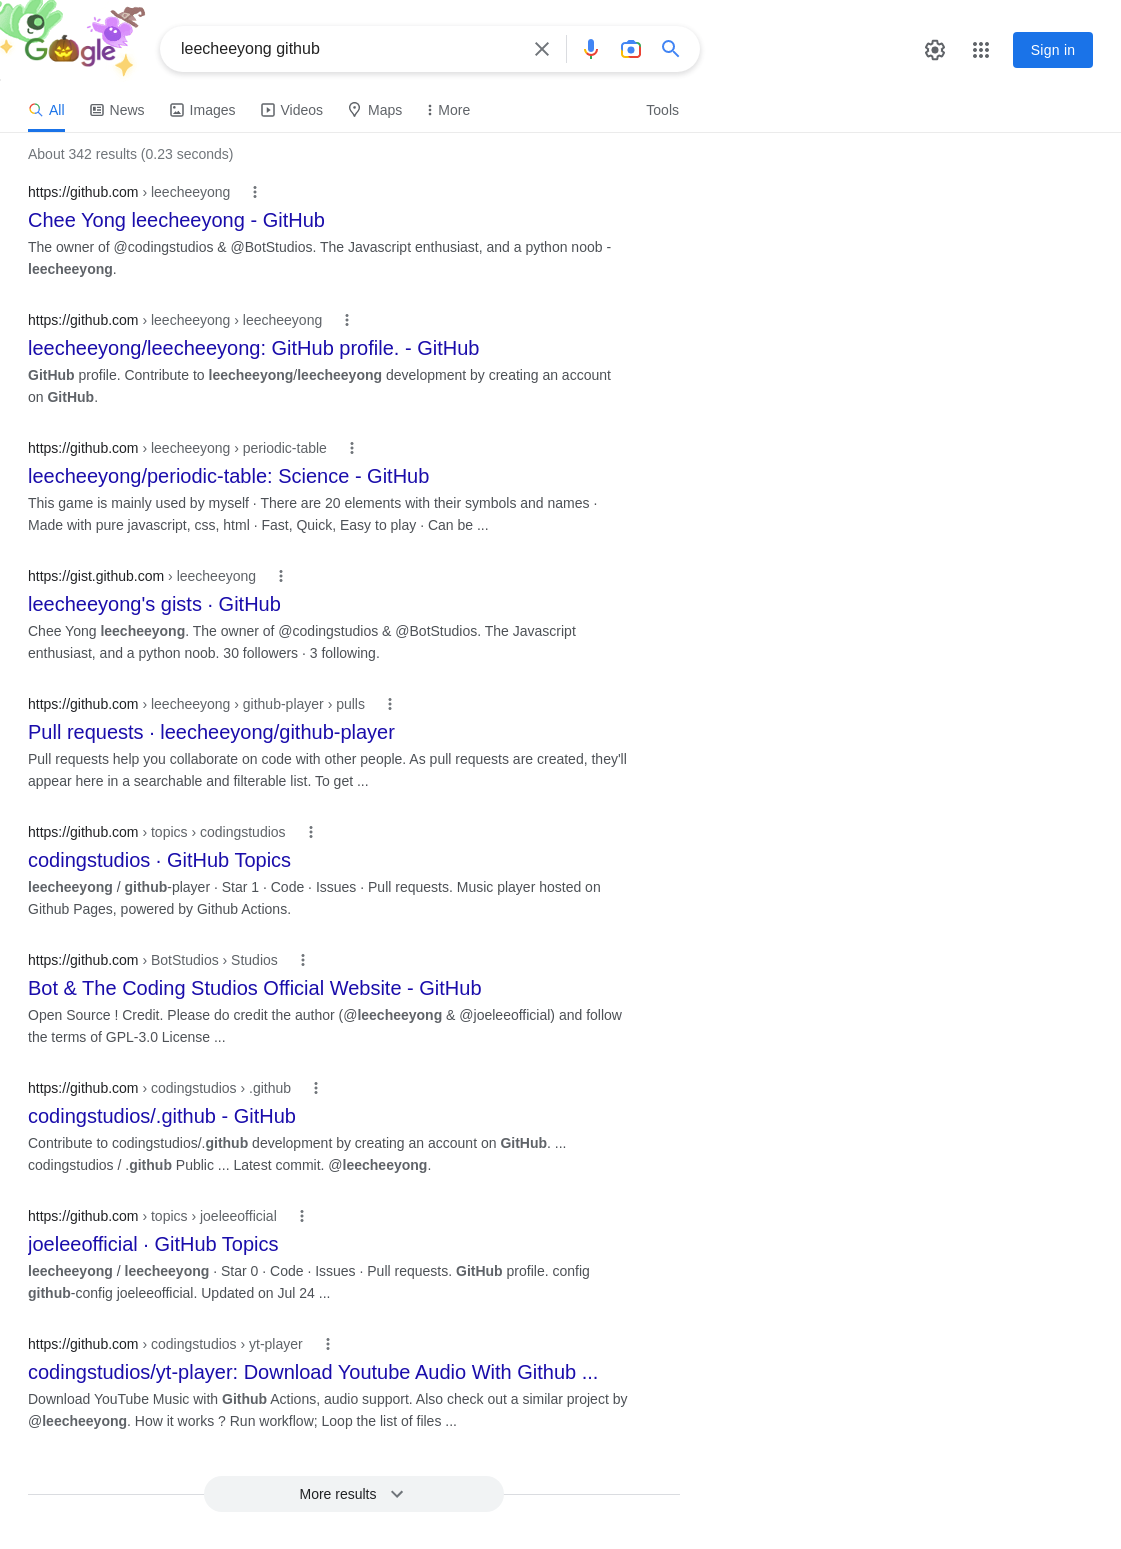 Google
leecheeyong github
Sign in
All News Images Videos Maps More Tools
About 342 results (0.23 seconds)
https://github.com › leecheeyong
Chee Yong leecheeyong - GitHub
The owner of @codingstudios & @BotStudios. The Javascript enthusiast, and a python noob -
leecheeyong.
https://github.com › leecheeyong › leecheeyong
leecheeyong/leecheeyong: GitHub profile. - GitHub
GitHub profile. Contribute to leecheeyong/leecheeyong development by creating an account
on GitHub.
https://github.com › leecheeyong › periodic-table
leecheeyong/periodic-table: Science - GitHub
This game is mainly used by myself · There are 20 elements with their symbols and names ·
Made with pure javascript, css, html · Fast, Quick, Easy to play · Can be ...
https://gist.github.com › leecheeyong
leecheeyong's gists · GitHub
Chee Yong leecheeyong. The owner of @codingstudios & @BotStudios. The Javascript
enthusiast, and a python noob. 30 followers · 3 following.
https://github.com › leecheeyong › github-player › pulls
Pull requests · leecheeyong/github-player
Pull requests help you collaborate on code with other people. As pull requests are created, they'll
appear here in a searchable and filterable list. To get ...
https://github.com › topics › codingstudios
codingstudios · GitHub Topics
leecheeyong / github-player · Star 1 · Code · Issues · Pull requests. Music player hosted on
Github Pages, powered by Github Actions.
https://github.com › BotStudios › Studios
Bot & The Coding Studios Official Website - GitHub
Open Source ! Credit. Please do credit the author (@leecheeyong & @joeleeofficial) and follow
the terms of GPL-3.0 License ...
https://github.com › codingstudios › .github
codingstudios/.github - GitHub
Contribute to codingstudios/.github development by creating an account on GitHub. ...
codingstudios / .github Public ... Latest commit. @leecheeyong.
https://github.com › topics › joeleeofficial
joeleeofficial · GitHub Topics
leecheeyong / leecheeyong · Star 0 · Code · Issues · Pull requests. GitHub profile. config
github-config joeleeofficial. Updated on Jul 24 ...
https://github.com › codingstudios › yt-player
codingstudios/yt-player: Download Youtube Audio With Github ...
Download YouTube Music with Github Actions, audio support. Also check out a similar project by
@leecheeyong. How it works ? Run workflow; Loop the list of files ...
More results